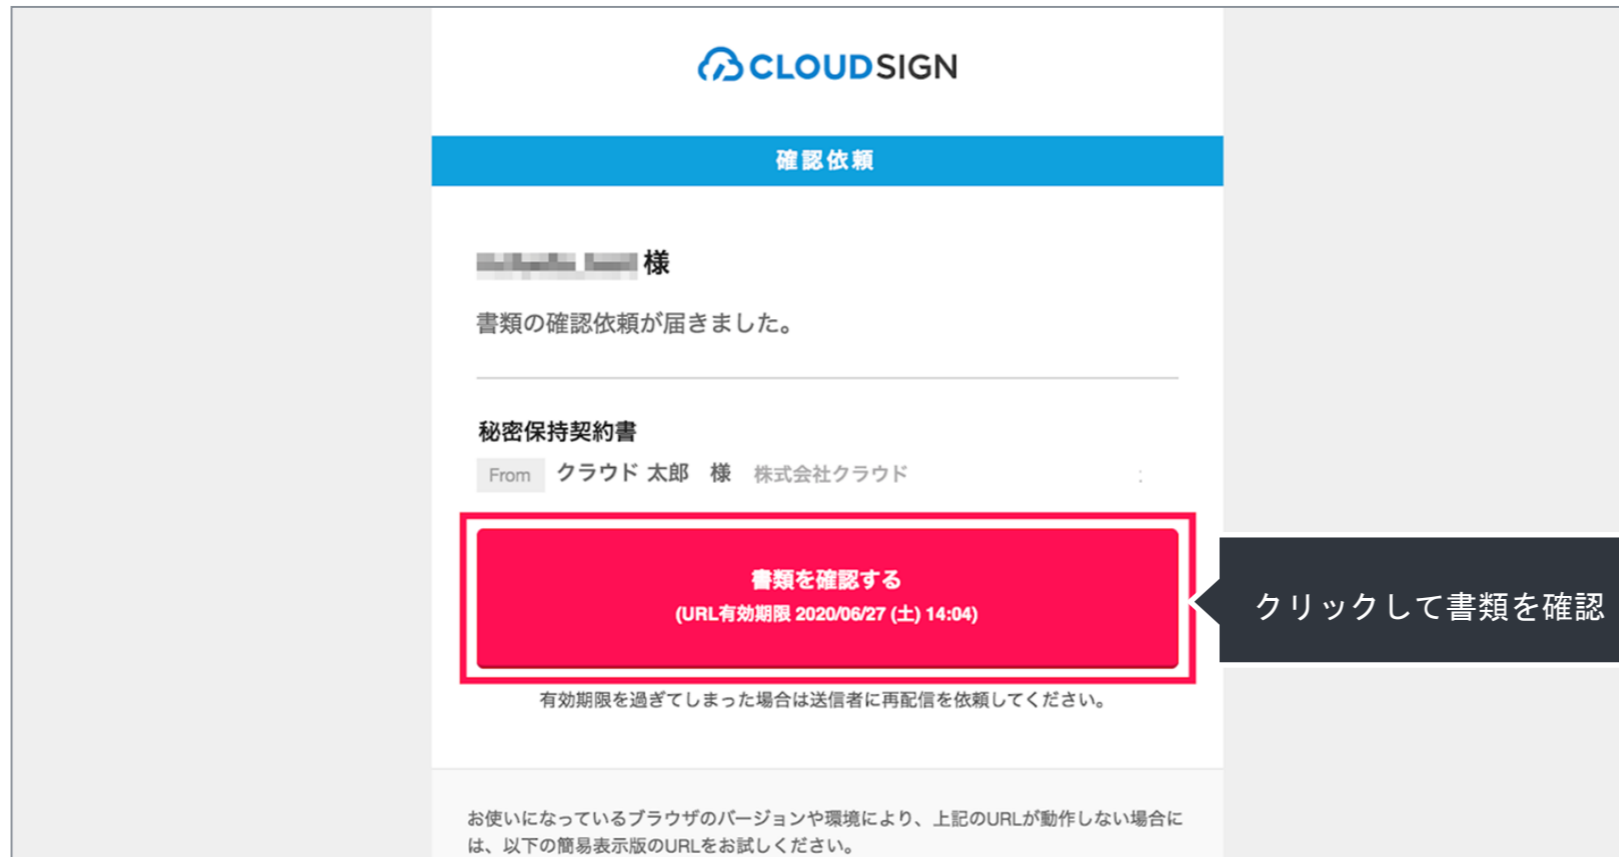 CLOUDSIGN
確認依頼
様
書類の確認依頼が届きました。
秘密保持契約書
From クラウド 太郎 様 株式会社クラウド :
書類を確認する
(URL有効期限 2020/06/27 (土) 14:04)
クリックして書類を確認
有効期限を過ぎてしまった場合は送信者に再配信を依頼してください。
お使いになっているブラウザのバージョンや環境により、上記のURLが動作しない場合に
は、以下の簡易表示版のURLをお試しください。